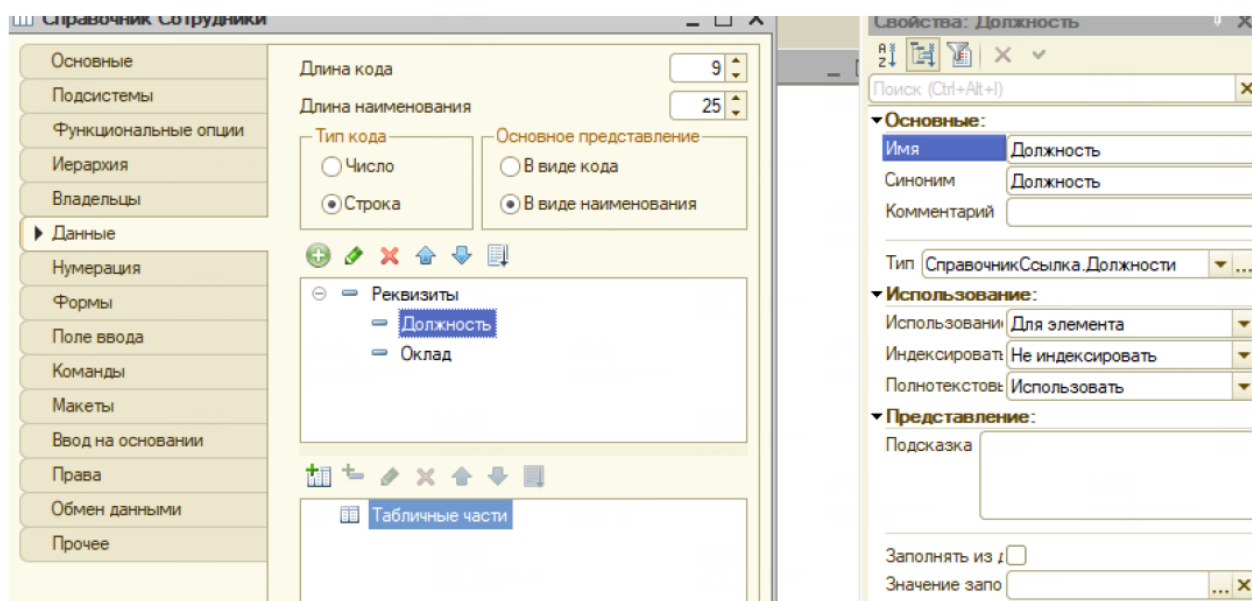 Справочник Сотрудники
Основные
Подсистемы
Функциональные опции
Иерархия
Владельцы
Данные
Нумерация
Формы
Поле ввода
Команды
Макеты
Ввод на основании
Права
Обмен данными
Прочее
Длина кода 9
Длина наименования 25
Тип кода
Число
Строка
Основное представление
В виде кода
В виде наименования
Реквизиты
Должность
Оклад
Табличные части
Свойства: Должность
Поиск (Ctrl+Alt+I)
Основные:
Имя Должность
Синоним Должность
Комментарий
Тип СправочникСсылка.Должности
Использование:
Использовани Для элемента
Индексироват Не индексировать
Полнотекстов Использовать
Представление:
Подсказка
Заполнять из д
Значение запо